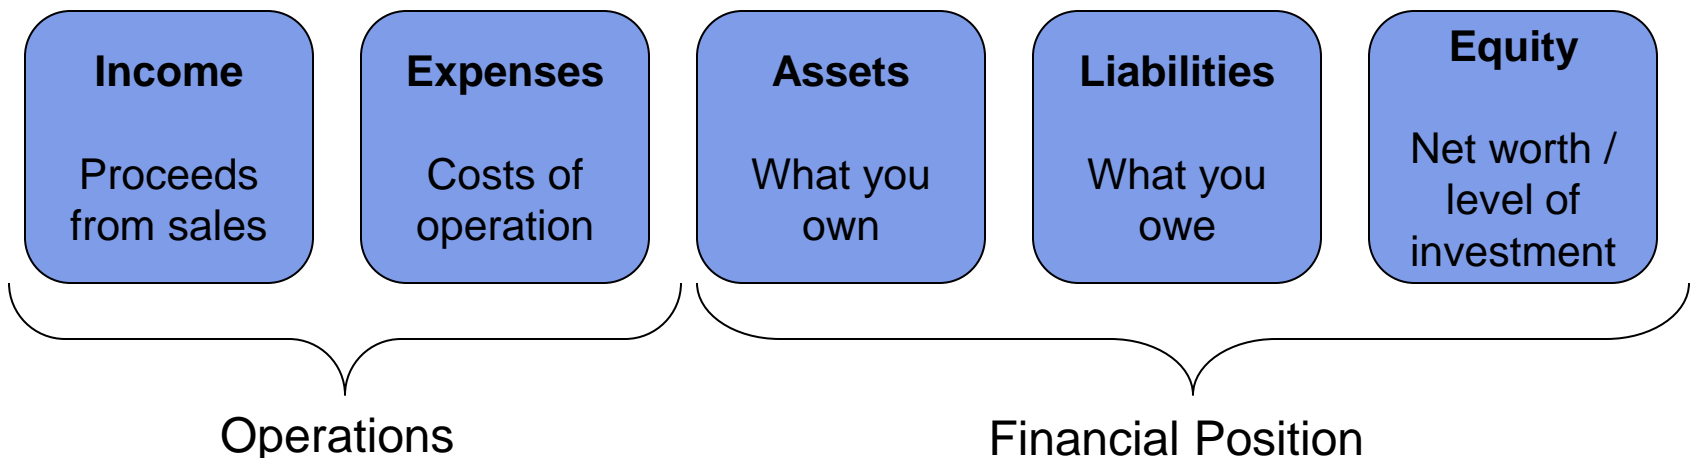 Income
Proceeds
from sales
Expenses
Costs of
operation
Assets
What you
own
Liabilities
What you
owe
Equity
Net worth /
level of
investment
Operations
Financial Position